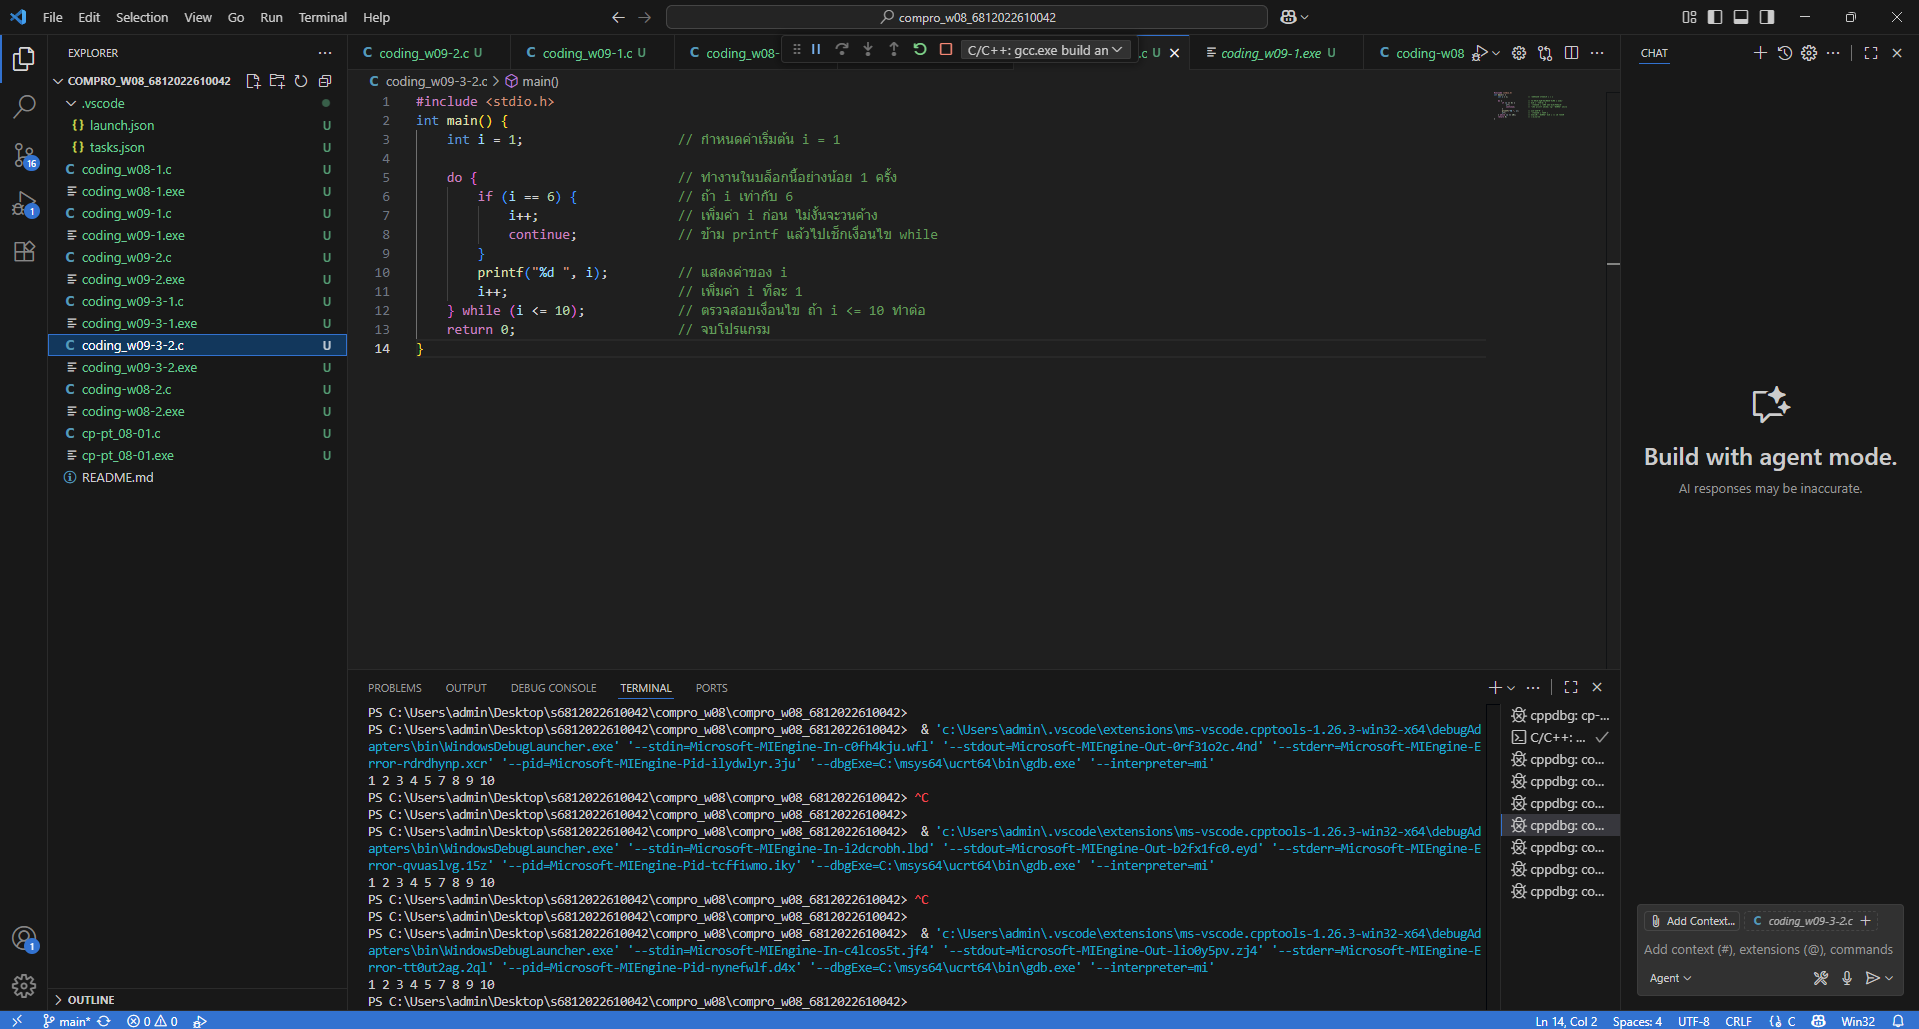 File Edit Selection View Go Run Terminal Help
compro_w08_6812022610042
EXPLORER
COMPRO_W08_6812022610042
.vscode
launch.json U
tasks.json U
coding_w08-1.c U
coding_w08-1.exe U
coding_w09-1.c U
coding_w09-1.exe U
coding_w09-2.c U
coding_w09-2.exe U
coding_w09-3-1.c U
coding_w09-3-1.exe U
coding_w09-3-2.c U
coding_w09-3-2.exe U
coding-w08-2.c U
coding-w08-2.exe U
cp-pt_08-01.c U
cp-pt_08-01.exe U
README.md
OUTLINE
16
1
1
coding_w09-2.c U
coding_w09-1.c U
coding_w08-
C/C++: gcc.exe build an
.c U
coding_w09-1.exe U
coding-w08
coding_w09-3-2.c > main()
1 #include <stdio.h>
2 int main() {
3 int i = 1; // กำหนดค่าเริ่มต้น i = 1
4
5 do { // ทำงานในบล็อกนี้อย่างน้อย 1 ครั้ง
6 if (i == 6) { // ถ้า i เท่ากับ 6
7 i++; // เพิ่มค่า i ก่อน ไม่งั้นจะวนค้าง
8 continue; // ข้าม printf แล้วไปเช็กเงื่อนไข while
9 }
10 printf("%d ", i); // แสดงค่าของ i
11 i++; // เพิ่มค่า i ทีละ 1
12 } while (i <= 10); // ตรวจสอบเงื่อนไข ถ้า i <= 10 ทำต่อ
13 return 0; // จบโปรแกรม
14 }
PROBLEMS OUTPUT DEBUG CONSOLE TERMINAL PORTS
PS C:\Users\admin\Desktop\s6812022610042\compro_w08\compro_w08_6812022610042>
PS C:\Users\admin\Desktop\s6812022610042\compro_w08\compro_w08_6812022610042> & 'c:\Users\admin\.vscode\extensions\ms-vscode.cpptools-1.26.3-win32-x64\debugAd
apters\bin\WindowsDebugLauncher.exe' '--stdin=Microsoft-MIEngine-In-c0fh4kju.wfl' '--stdout=Microsoft-MIEngine-Out-0rf31o2c.4nd' '--stderr=Microsoft-MIEngine-E
rror-rdrdhynp.xcr' '--pid=Microsoft-MIEngine-Pid-ilydwlyr.3ju' '--dbgExe=C:\msys64\ucrt64\bin\gdb.exe' '--interpreter=mi'
1 2 3 4 5 7 8 9 10
PS C:\Users\admin\Desktop\s6812022610042\compro_w08\compro_w08_6812022610042> ^C
PS C:\Users\admin\Desktop\s6812022610042\compro_w08\compro_w08_6812022610042>
PS C:\Users\admin\Desktop\s6812022610042\compro_w08\compro_w08_6812022610042> & 'c:\Users\admin\.vscode\extensions\ms-vscode.cpptools-1.26.3-win32-x64\debugAd
apters\bin\WindowsDebugLauncher.exe' '--stdin=Microsoft-MIEngine-In-i2dcrobh.lbd' '--stdout=Microsoft-MIEngine-Out-b2fx1fc0.eyd' '--stderr=Microsoft-MIEngine-E
rror-qvuaslvg.15z' '--pid=Microsoft-MIEngine-Pid-tcffiwmo.iky' '--dbgExe=C:\msys64\ucrt64\bin\gdb.exe' '--interpreter=mi'
1 2 3 4 5 7 8 9 10
PS C:\Users\admin\Desktop\s6812022610042\compro_w08\compro_w08_6812022610042> ^C
PS C:\Users\admin\Desktop\s6812022610042\compro_w08\compro_w08_6812022610042>
PS C:\Users\admin\Desktop\s6812022610042\compro_w08\compro_w08_6812022610042> & 'c:\Users\admin\.vscode\extensions\ms-vscode.cpptools-1.26.3-win32-x64\debugAd
apters\bin\WindowsDebugLauncher.exe' '--stdin=Microsoft-MIEngine-In-c4lcos5t.jf4' '--stdout=Microsoft-MIEngine-Out-lio0y5pv.zj4' '--stderr=Microsoft-MIEngine-E
rror-tt0ut2ag.2ql' '--pid=Microsoft-MIEngine-Pid-nynefwlf.d4x' '--dbgExe=C:\msys64\ucrt64\bin\gdb.exe' '--interpreter=mi'
1 2 3 4 5 7 8 9 10
PS C:\Users\admin\Desktop\s6812022610042\compro_w08\compro_w08_6812022610042>
cppdbg: cp-...
C/C++: ...
cppdbg: co...
cppdbg: co...
cppdbg: co...
cppdbg: co...
cppdbg: co...
cppdbg: co...
cppdbg: co...
CHAT
Build with agent mode.
AI responses may be inaccurate.
Add Context... coding_w09-3-2.c
Add context (#), extensions (@), commands
Agent
main* 0 0
Ln 14, Col 2 Spaces: 4 UTF-8 CRLF {} C Win32